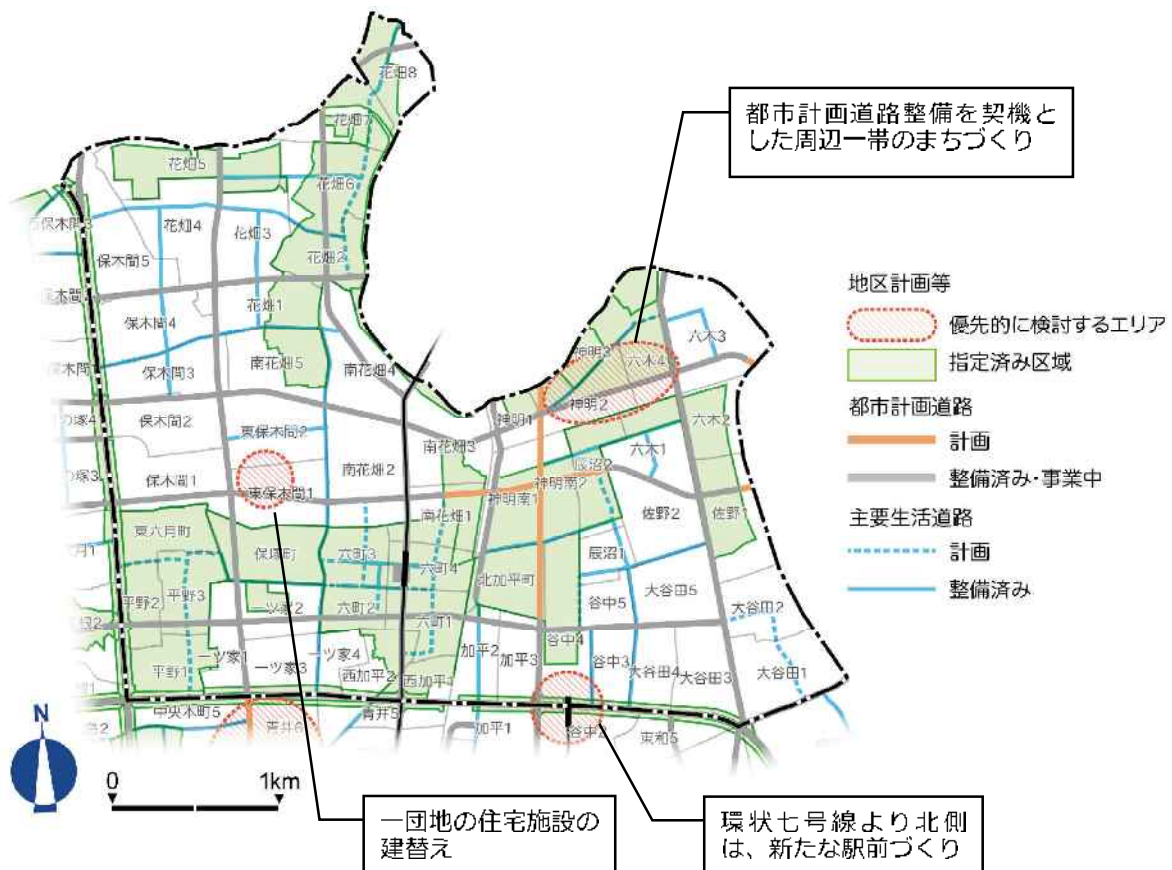 花畑8
都市計画道路整備を契機と
した周辺一帯のまちづくり
花畑7
花畑5
花畑6
保木間3
花畑4
花畑3
保木間5
花畑2
花畑1
保木間4
地区計画等
優先的に検討するエリア
指定済み区域
都市計画道路
計画
整備済み・事業中
主要生活道路
計画
整備済み
六木3
神明3
六木4
南花畑5
南花畑4
保木間3
神明2
神明1
六木2
の塚4
保木間2
東保木間2
南花畑3
六木1
辰沼2
の塚3
保木間1
南花畑2
神明南2
東保木間1
神明南1
佐野2
佐野1
南花畑1
東六月町
保塚町
六町3
辰沼1
六町4
北加平町
大谷田5
平野3
平野2
一ツ家2
六町2
谷中5
大谷田2
六町1
谷中4
加平2
加平3
一ツ家1
一ツ家4
一ツ家3
谷中3
大谷田4
大谷田3
大谷田1
平野1
西加平2
西加平1
中央本町5
青井6
青井5
加平1
谷中2
東和5
N
0
1km
一団地の住宅施設の
建替え
環状七号線より北側
は、新たな駅前づくり